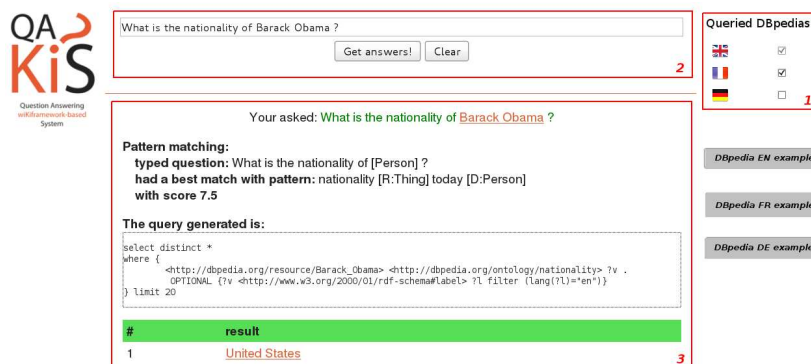 QA
KiS
Question Answering
wikiframework-based
System
What is the nationality of Barack Obama ?
Get answers! Clear
2
Queried DBpedias
1
Your asked: What is the nationality of Barack Obama ?
Pattern matching:
typed question: What is the nationality of [Person] ?
had a best match with pattern: nationality [R:Thing] today [D:Person]
with score 7.5
The query generated is:
select distinct *
where {
<http://dbpedia.org/resource/Barack_Obama> <http://dbpedia.org/ontology/nationality> ?v .
OPTIONAL {?v <http://www.w3.org/2000/01/rdf-schema#label> ?l filter (lang(?l)="en")}
} limit 20
# result
1 United States
3
DBpedia EN example
DBpedia FR example
DBpedia DE example